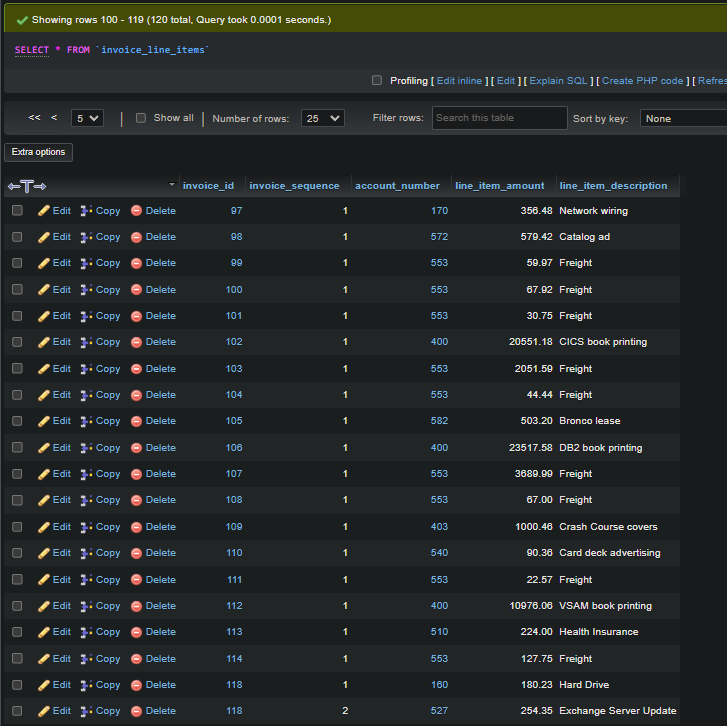 Showing rows 100 - 119 (120 total, Query took 0.0001 seconds.)
SELECT * FROM `invoice_line_items`
Profiling [ Edit inline ] [ Edit ] [ Explain SQL ] [ Create PHP code ] [ Refres
<< < 5 Show all Number of rows: 25 Filter rows: Search this table Sort by key: None
Extra options
invoice_id invoice_sequence account_number line_item_amount line_item_description
Edit Copy Delete 97 1 170 356.48 Network wiring
Edit Copy Delete 98 1 572 579.42 Catalog ad
Edit Copy Delete 99 1 553 59.97 Freight
Edit Copy Delete 100 1 553 67.92 Freight
Edit Copy Delete 101 1 553 30.75 Freight
Edit Copy Delete 102 1 400 20551.18 CICS book printing
Edit Copy Delete 103 1 553 2051.59 Freight
Edit Copy Delete 104 1 553 44.44 Freight
Edit Copy Delete 105 1 582 503.20 Bronco lease
Edit Copy Delete 106 1 400 23517.58 DB2 book printing
Edit Copy Delete 107 1 553 3689.99 Freight
Edit Copy Delete 108 1 553 67.00 Freight
Edit Copy Delete 109 1 403 1000.46 Crash Course covers
Edit Copy Delete 110 1 540 90.36 Card deck advertising
Edit Copy Delete 111 1 553 22.57 Freight
Edit Copy Delete 112 1 400 10976.06 VSAM book printing
Edit Copy Delete 113 1 510 224.00 Health Insurance
Edit Copy Delete 114 1 553 127.75 Freight
Edit Copy Delete 118 1 160 180.23 Hard Drive
Edit Copy Delete 118 2 527 254.35 Exchange Server Update